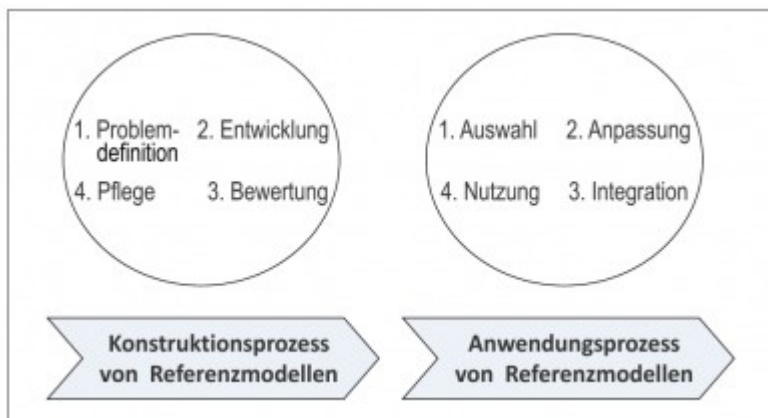 1. Problem- 2. Entwicklung
definition
4. Pflege 3. Bewertung
1. Auswahl 2. Anpassung
4. Nutzung 3. Integration
Konstruktionsprozess
von Referenzmodellen
Anwendungsprozess
von Referenzmodellen